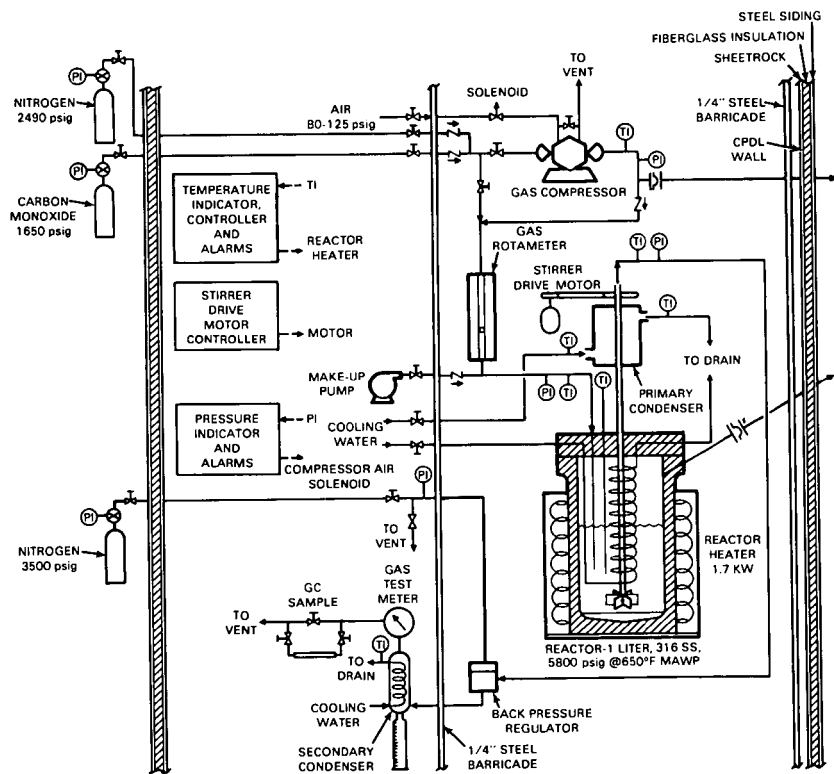 STEEL SIDING
FIBERGLASS INSULATION
SHEETROCK
1/4" STEEL
BARRICADE
CPDL
WALL
TO
VENT
SOLENOID
AIR
80-125 psig
PI
NITROGEN
2490 psig
PI
CARBON
MONOXIDE
1650 psig
TI
PI
GAS COMPRESSOR
TEMPERATURE
INDICATOR,
CONTROLLER
AND
ALARMS
TI
REACTOR
HEATER
GAS
ROTAMETER
STIRRER
DRIVE MOTOR
TI
PI
TI
STIRRER
DRIVE
MOTOR
CONTROLLER
MOTOR
TI
TO DRAIN
MAKE-UP
PUMP
PI
TI
TI
PRIMARY
CONDENSER
PRESSURE
INDICATOR
AND
ALARMS
PI
COOLING
WATER
COMPRESSOR AIR
SOLENOID
PI
PI
NITROGEN
3500 psig
TO
VENT
REACTOR
HEATER
1.7 KW
GAS
TEST
METER
GC
SAMPLE
TO
VENT
TI
TO
DRAIN
COOLING
WATER
SECONDARY
CONDENSER
1/4" STEEL
BARRICADE
BACK PRESSURE
REGULATOR
REACTOR-1 LITER, 316 SS,
5800 psig @650°F MAWP